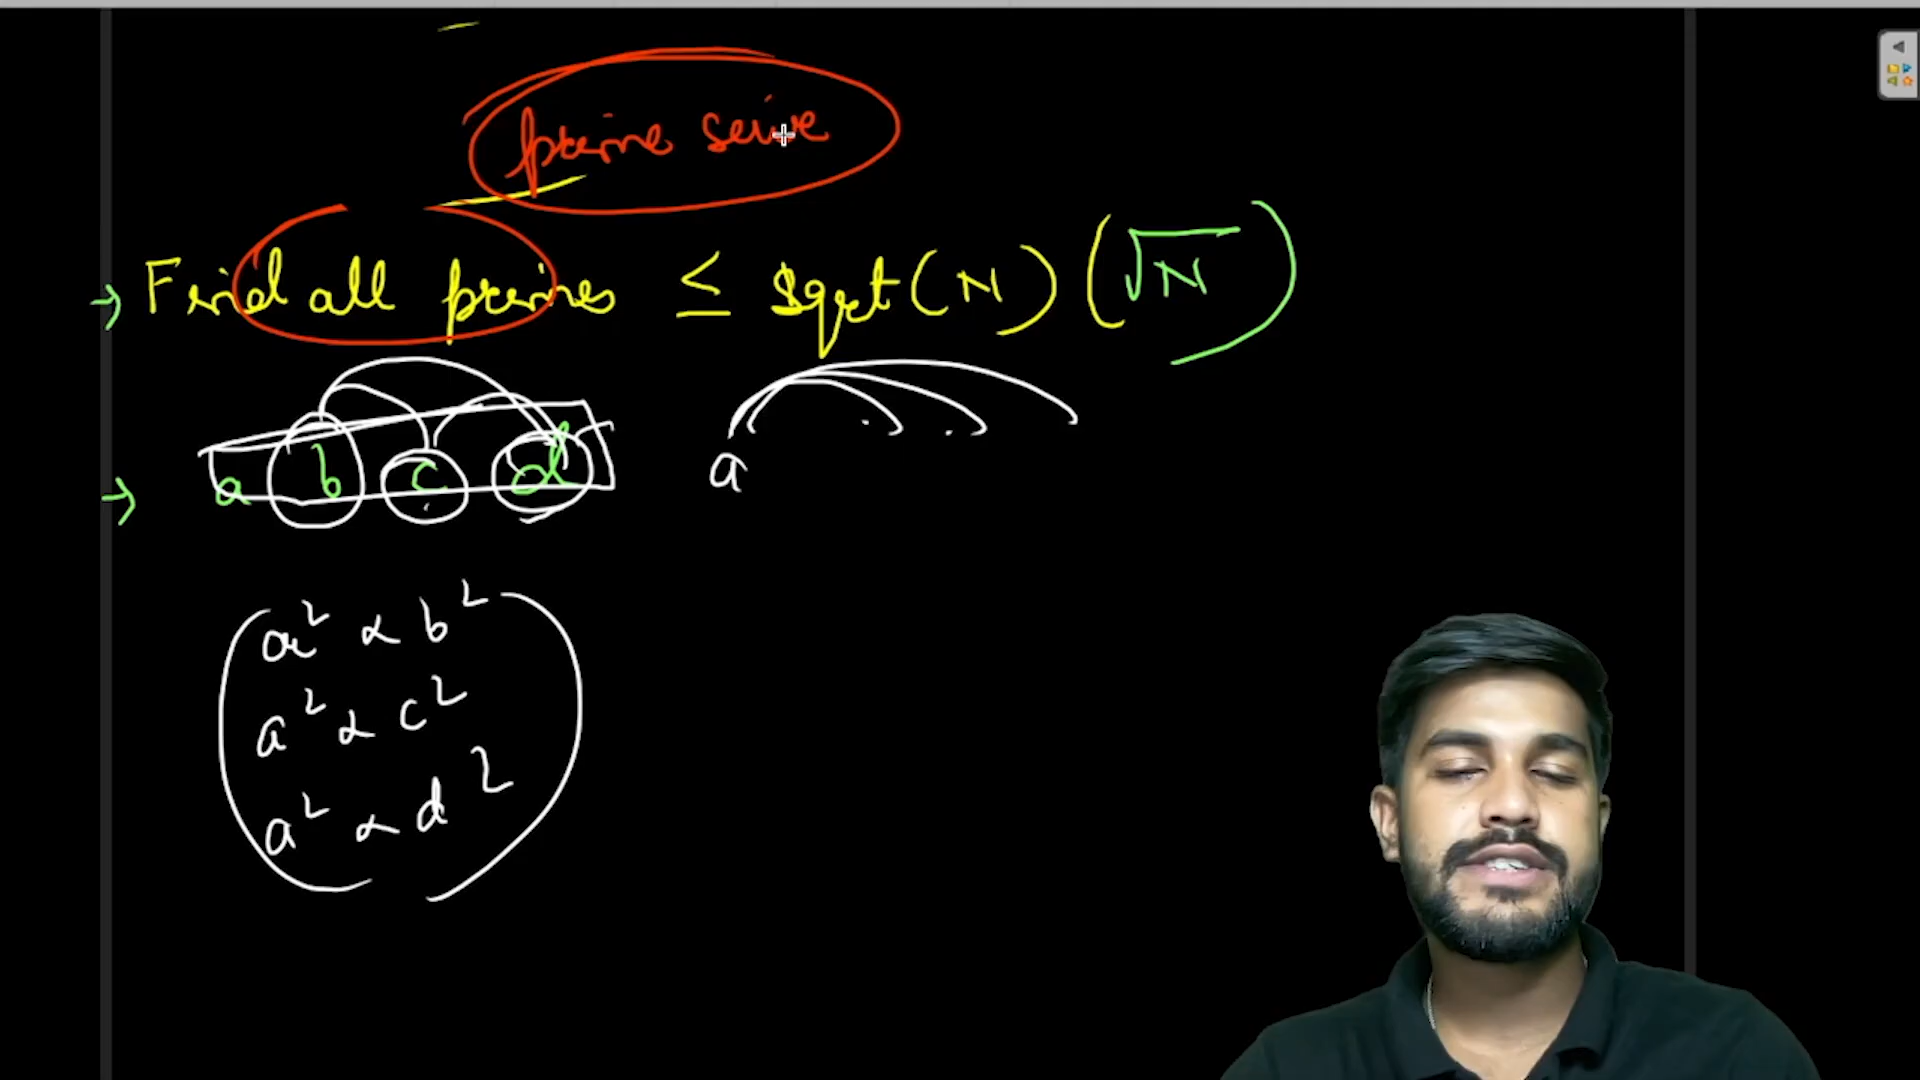 prime seive
→ Find all primes ≤ sqrt(N) (√N)
→ a b c d a
a² α b²
a² α c²
a² α d²